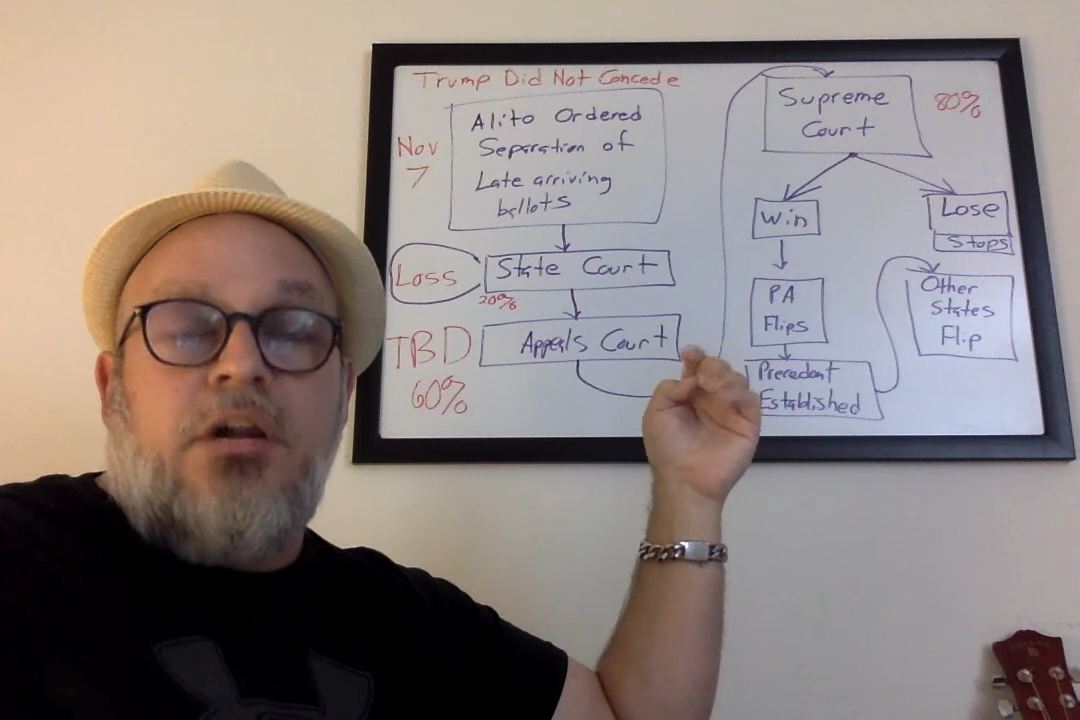 Trump Did Not Concede
Nov
7
Alito Ordered
Separation of
Late arriving
ballots
Loss
State Court
20%
TBD
60%
Appeals Court
Supreme
Court
80%
Win
Lose
Stops
PA
Flips
Precedent
Established
Other
States
Flip